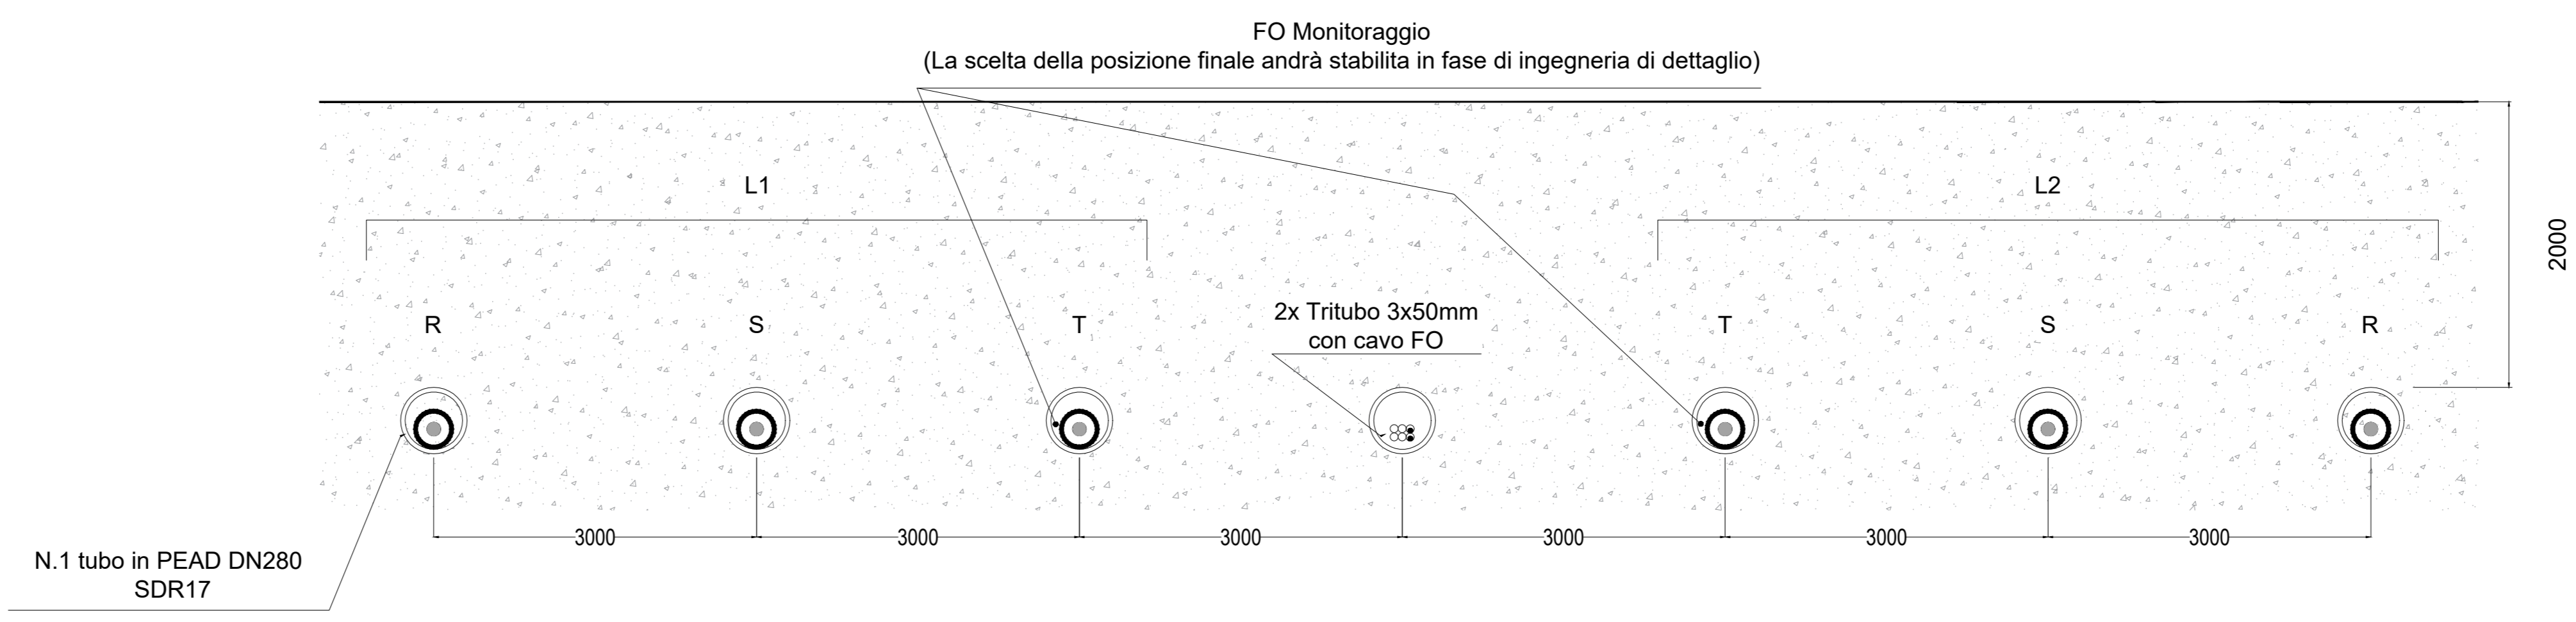 FO Monitoraggio
(La scelta della posizione finale andrà stabilita in fase di ingegneria di dettaglio)
L1
L2
2000
R
S
T
2x Tritubo 3x50mm
con cavo FO
T
S
R
3000
3000
3000
3000
3000
3000
N.1 tubo in PEAD DN280
SDR17